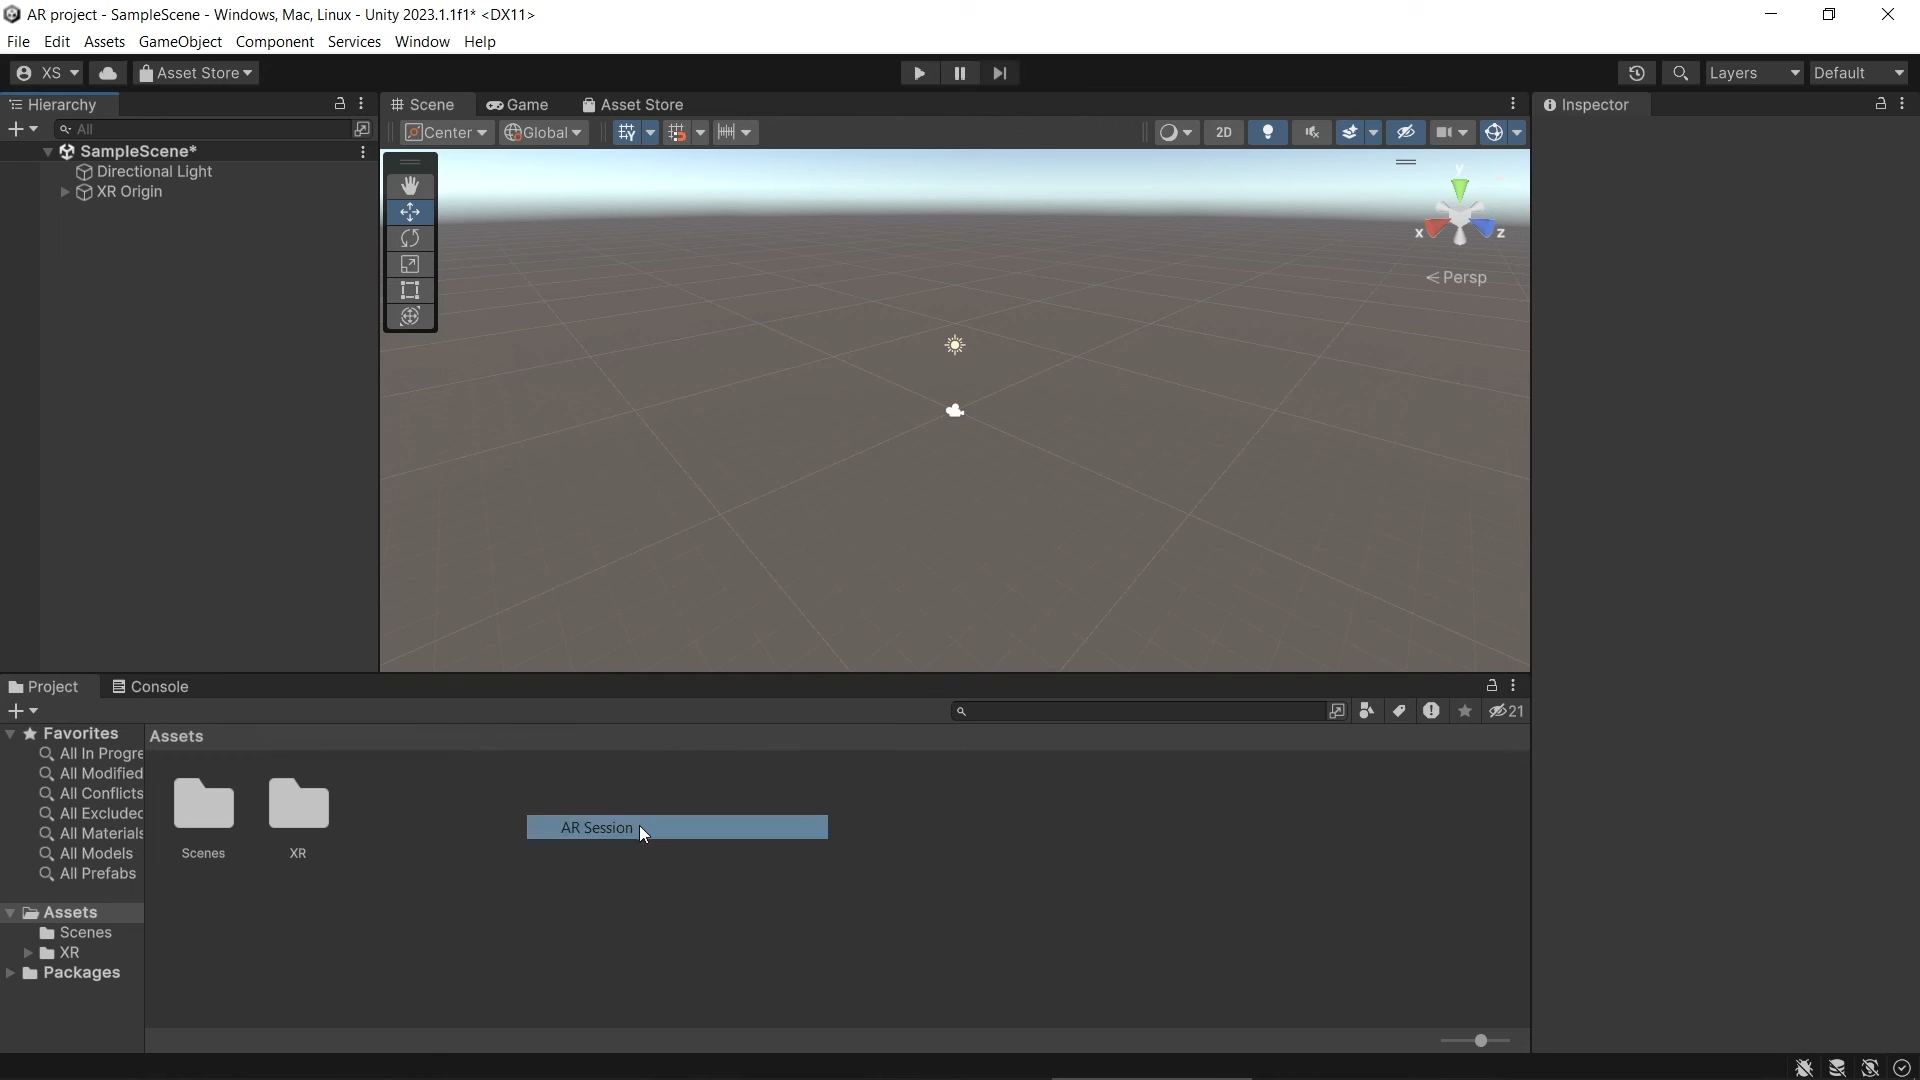 AR project - SampleScene - Windows, Mac, Linux - Unity 2023.1.1f1* <DX11>
File Edit Assets GameObject Component Services Window Help
XS Asset Store Layers Default
Hierarchy Scene Game Asset Store Inspector
All Center Global 2D
SampleScene*
Directional Light
XR Origin
y
x z
Persp
Project Console
21
Favorites Assets
All In Progre
All Modified
All Conflicts
All Excluded
All Materials
All Models
All Prefabs
AR Session
Scenes XR
Assets
Scenes
XR
Packages